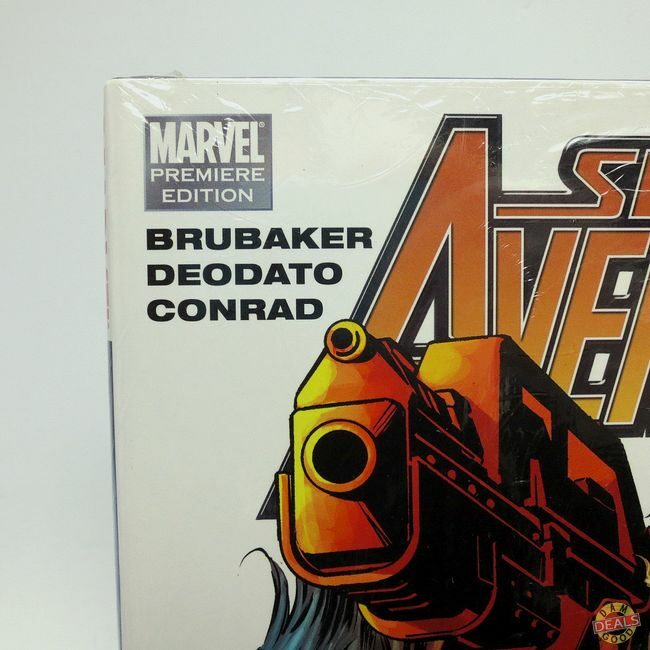 MARVEL
PREMIERE
EDITION
BRUBAKER
DEODATO
CONRAD
DAM
DEALS
GOOD